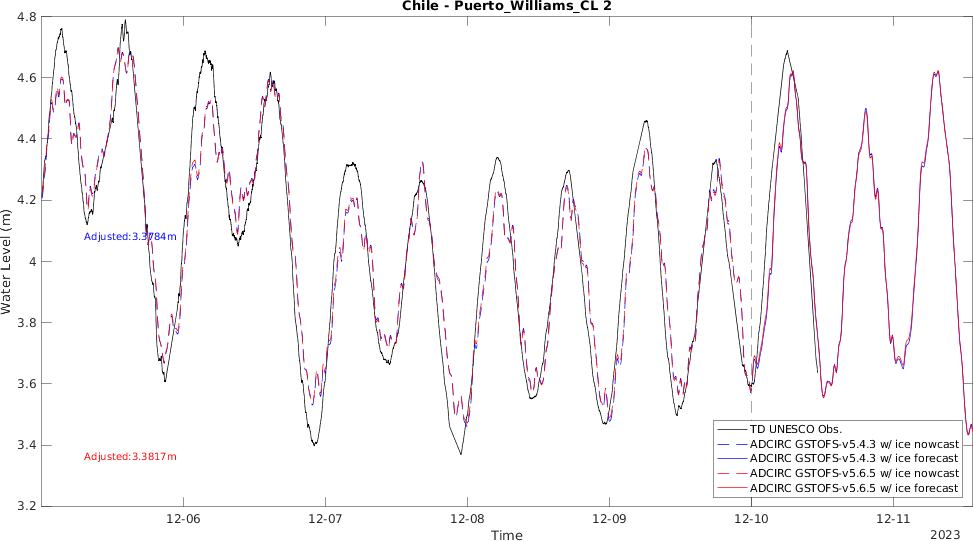 Chile - Puerto_Williams_CL 2
4.8
4.6
4.4
4.2
4
3.8
3.6
3.4
3.2
Water Level (m)
Adjusted:3.3784m
Adjusted:3.3817m
TD UNESCO Obs.
ADCIRC GSTOFS-v5.4.3 w/ ice nowcast
ADCIRC GSTOFS-v5.4.3 w/ ice forecast
ADCIRC GSTOFS-v5.6.5 w/ ice nowcast
ADCIRC GSTOFS-v5.6.5 w/ ice forecast
12-06 12-07 12-08 12-09 12-10 12-11
Time
2023